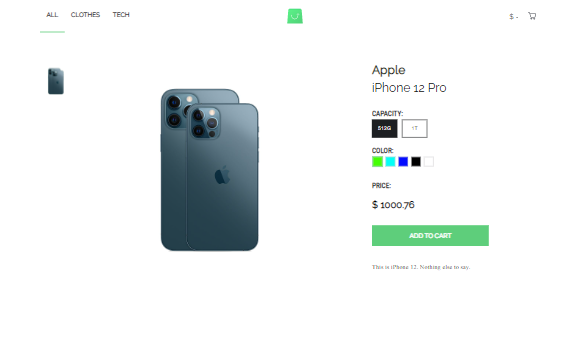 ALL CLOTHES TECH $ -
Apple
iPhone 12 Pro
CAPACITY:
512G 1T
COLOR:
PRICE:
$ 1000.76
ADD TO CART
This is iPhone 12. Nothing else to say.